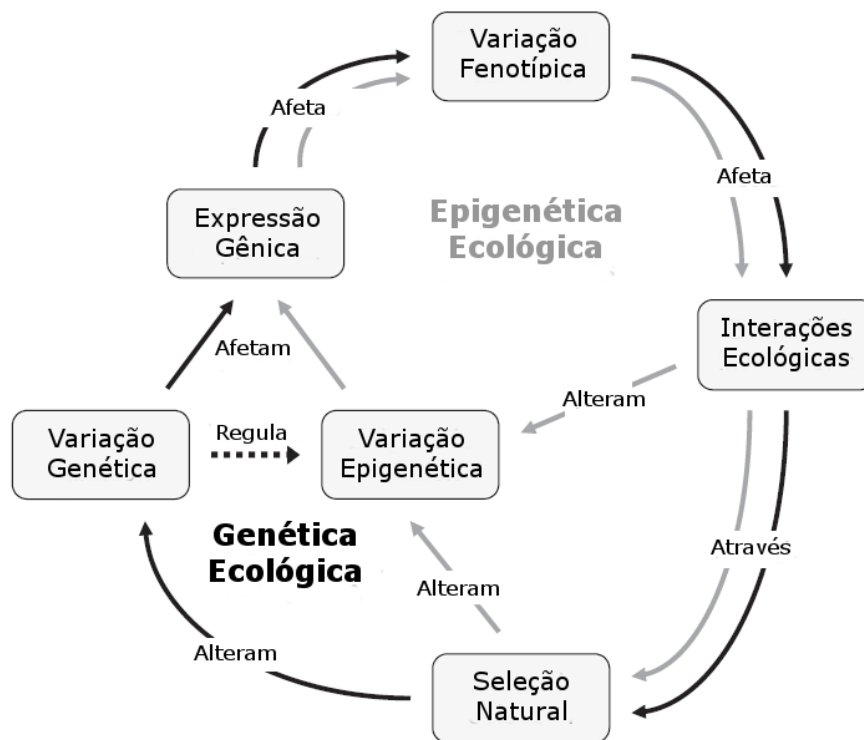 Variação
Fenotípica
Afeta
Afeta
Expressão
Gênica
Epigenética
Ecológica
Interações
Ecológicas
Afetam
Alteram
Variação
Genética
Regula
Variação
Epigenética
Genética
Ecológica
Através
Alteram
Alteram
Seleção
Natural